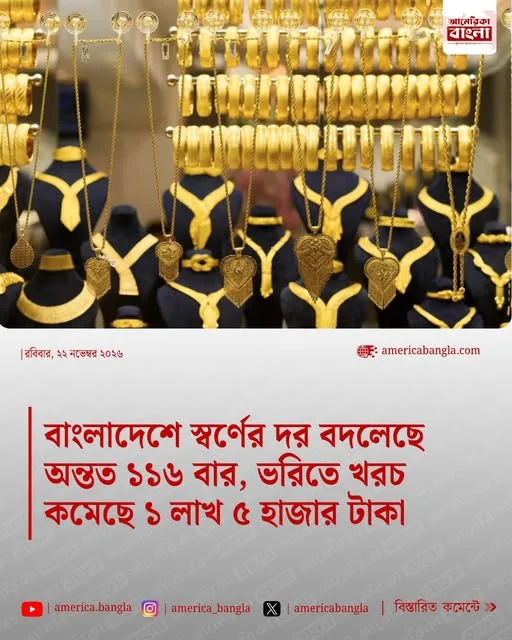 আমেরিকা
বাংলা
রবিবার, ২২ নভেম্বর ২০২৬
americabangla.com
বাংলাদেশে স্বর্ণের দর বদলেছে
অন্তত ১১৬ বার, ভরিতে খরচ
কমেছে ১ লাখ ৫ হাজার টাকা
america.bangla
america_bangla
americabangla
বিস্তারিত কমেন্টে